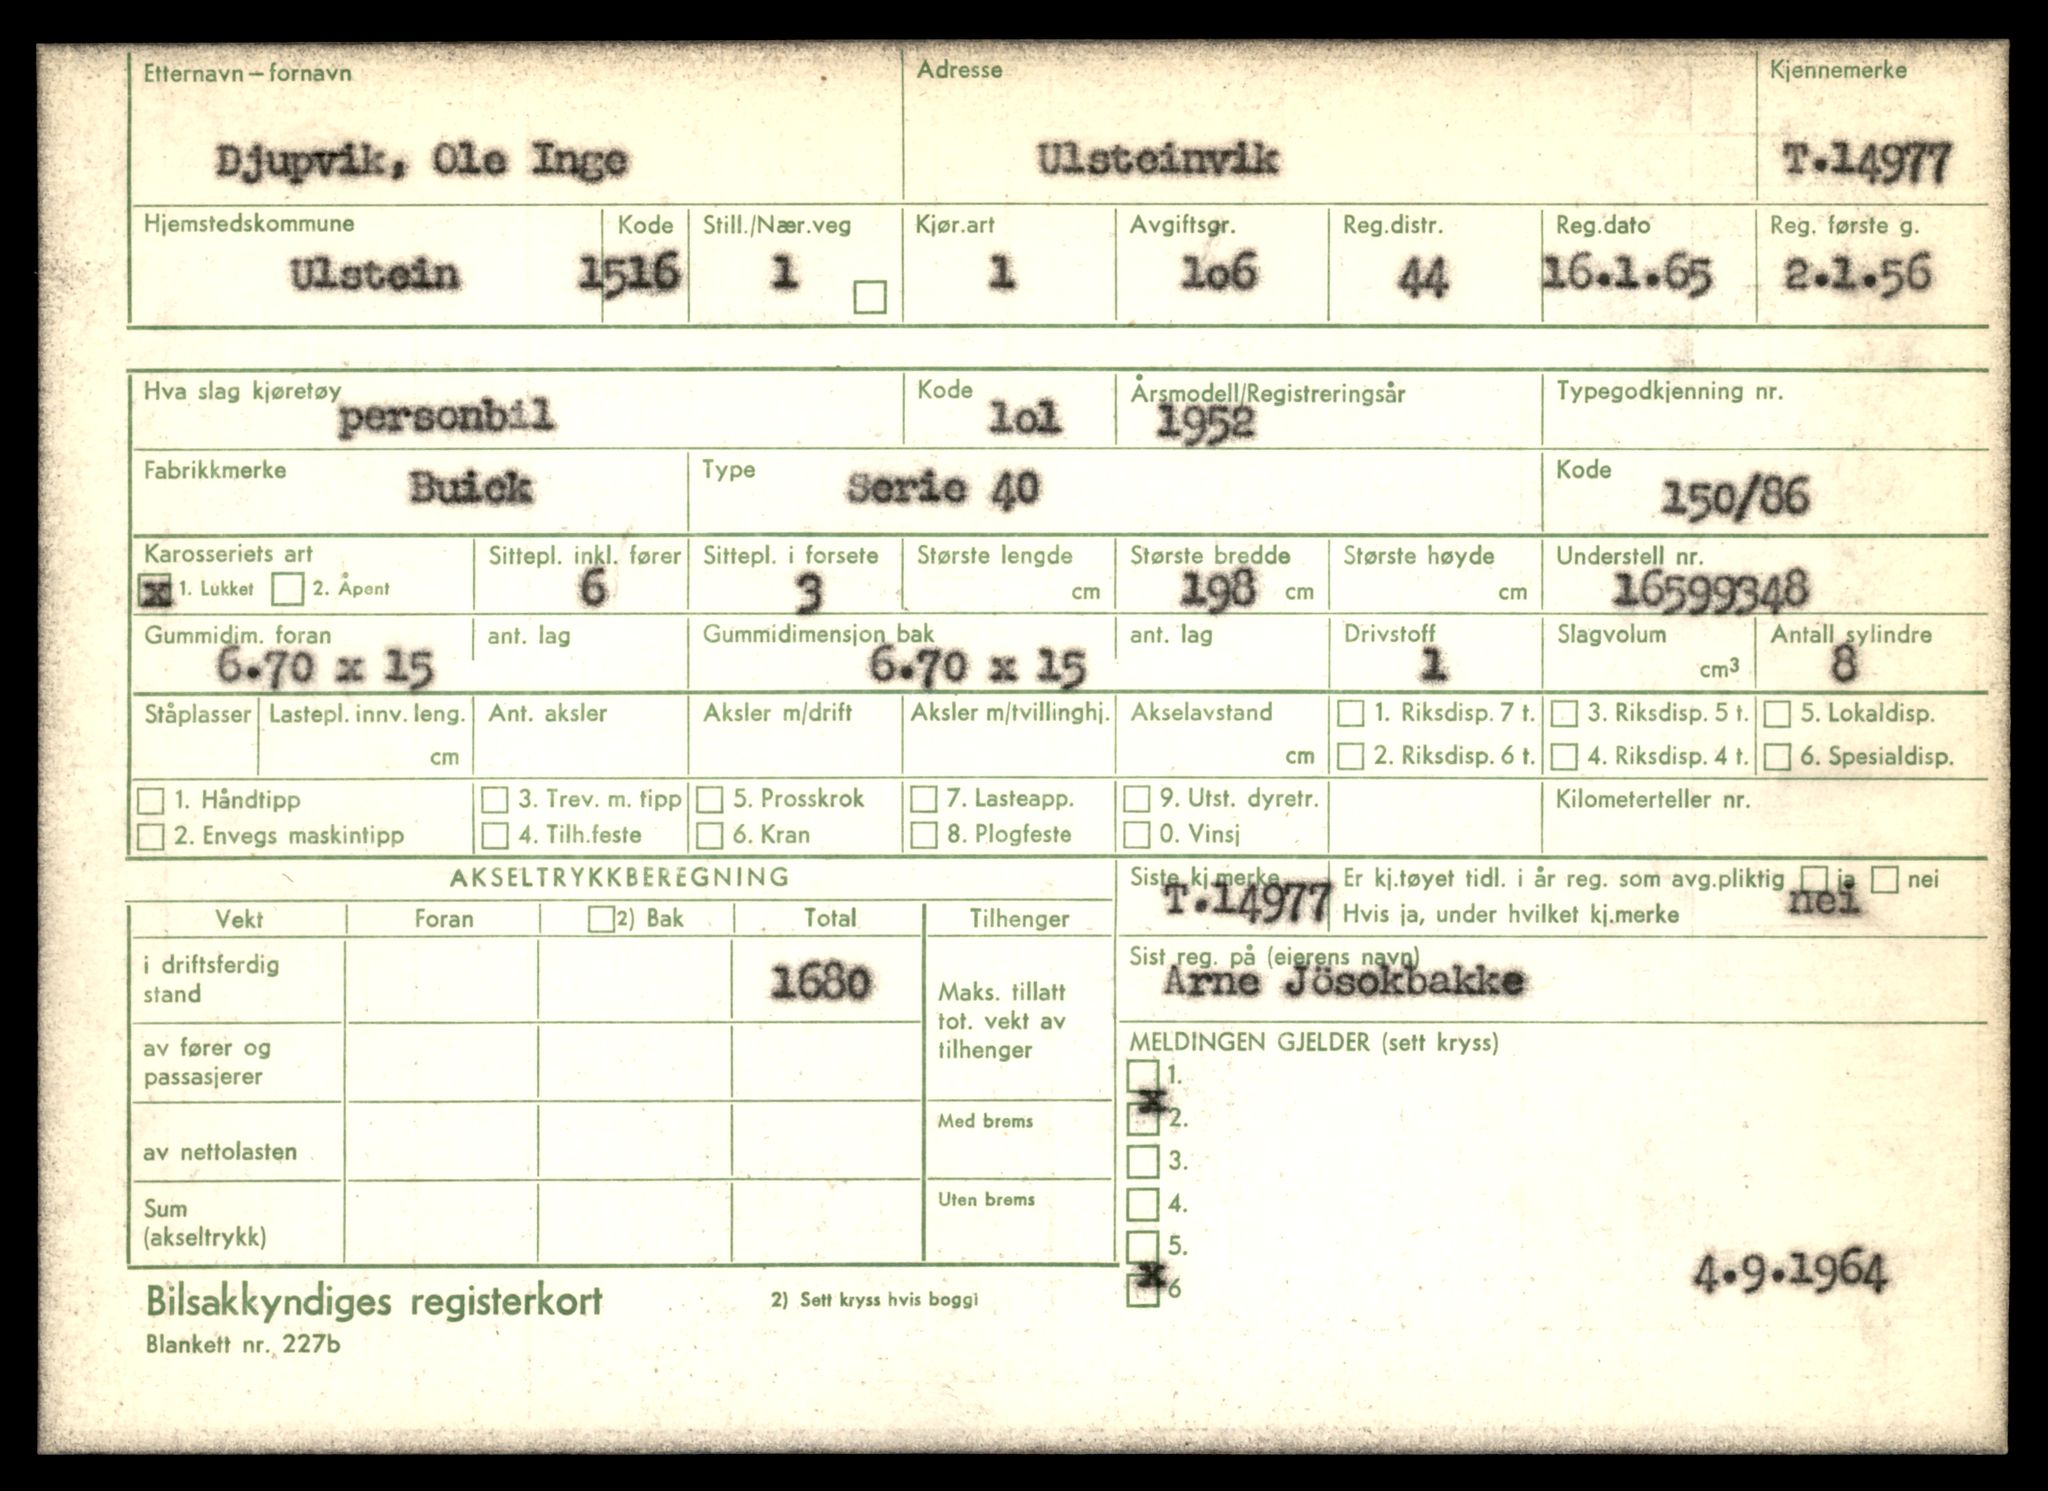 Etternavn – fornavn Adresse Kjennemerke
Djupvik, Ole Inge Ulsteinvik T.14977
Hjemstedskommune Kode Still./Nær.veg Kjør.art Avgiftsgr. Reg.distr. Reg.dato Reg. første g.
Ulstein 1516 1 1 1o6 44 16.1.65 2.1.56
Hva slag kjøretøy Kode Årsmodell/Registreringsår Typegodkjenning nr.
personbil 1o1 1952
Fabrikkmerke Type Kode
Buick Serie 40 150/86
Karosseriets art Sittepl. inkl. fører Sittepl. i forsete Største lengde Største bredde Største høyde Understell nr.
x 1. Lukket 2. Åpent 6 3 cm 198 cm cm 16599348
Gummidim. foran ant. lag Gummidimensjon bak ant. lag Drivstoff Slagvolum Antall sylindre
6.70 x 15 6.70 x 15 1 cm³ 8
Ståplasser Lastepl. innv. leng. Ant. aksler Aksler m/drift Aksler m/tvillinghj. Akselavstand 1. Riksdisp. 7 t. 3. Riksdisp. 5 t. 5. Lokaldisp.
cm cm 2. Riksdisp. 6 t. 4. Riksdisp. 4 t. 6. Spesialdisp.
1. Håndtipp 3. Trev. m. tipp 5. Prosskrok 7. Lasteapp. 9. Utst. dyretr. Kilometerteller nr.
2. Envegs maskintipp 4. Tilh.feste 6. Kran 8. Plogfeste 0. Vinsj
AKSELTRYKKBEREGNING
Siste kj.merke Er kj.tøyet tidl. i år reg. som avg.pliktig ja nei
T.14977 Hvis ja, under hvilket kj.merke nei
Vekt Foran 2) Bak Total Tilhenger
Sist reg. på (eierens navn)
Arne Jösokbakke
i driftsferdig
stand 1680
Maks. tillatt
tot. vekt av
tilhenger
av fører og
passasjerer
MELDINGEN GJELDER (sett kryss)
1.
x
2.
3.
4.
5.
x
6
Med brems
av nettolasten
Uten brems
Sum
(akseltrykk)
4.9.1964
Bilsakkyndiges registerkort 2) Sett kryss hvis boggi
Blankett nr. 227b